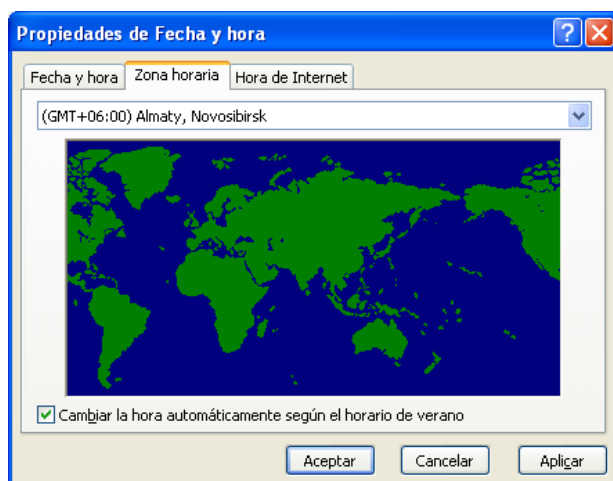 Propiedades de Fecha y hora
Fecha y hora Zona horaria Hora de Internet
(GMT+06:00) Almaty, Novosibirsk
Cambiar la hora automáticamente según el horario de verano
Aceptar Cancelar Aplicar